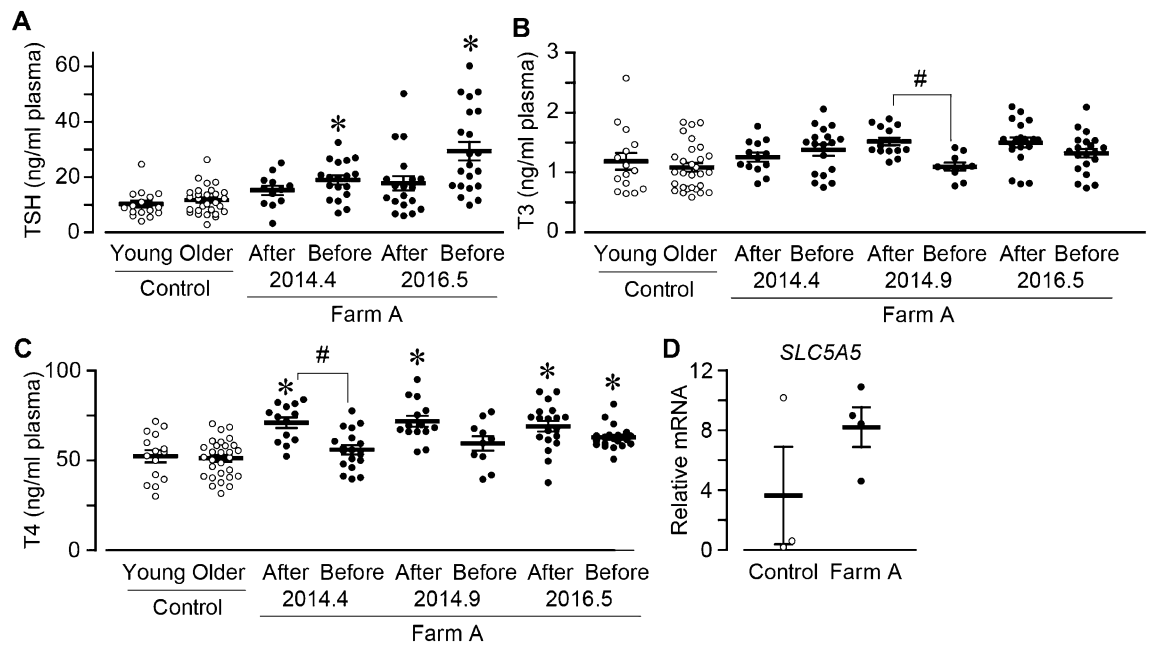 A
TSH (ng/ml plasma)
60
40
20
0
*
*
Young Older
After Before After Before
Control
2014.4 2016.5
Farm A
B
T3 (ng/ml plasma)
3
2
1
0
#
Young Older
After Before After Before After Before
Control
2014.4 2014.9 2016.5
Farm A
C
T4 (ng/ml plasma)
100
50
0
*
#
*
*
*
Young Older After Before After Before After Before
Control
2014.4 2014.9 2016.5
Farm A
D
SLC5A5
Relative mRNA
12
8
4
0
Control Farm A